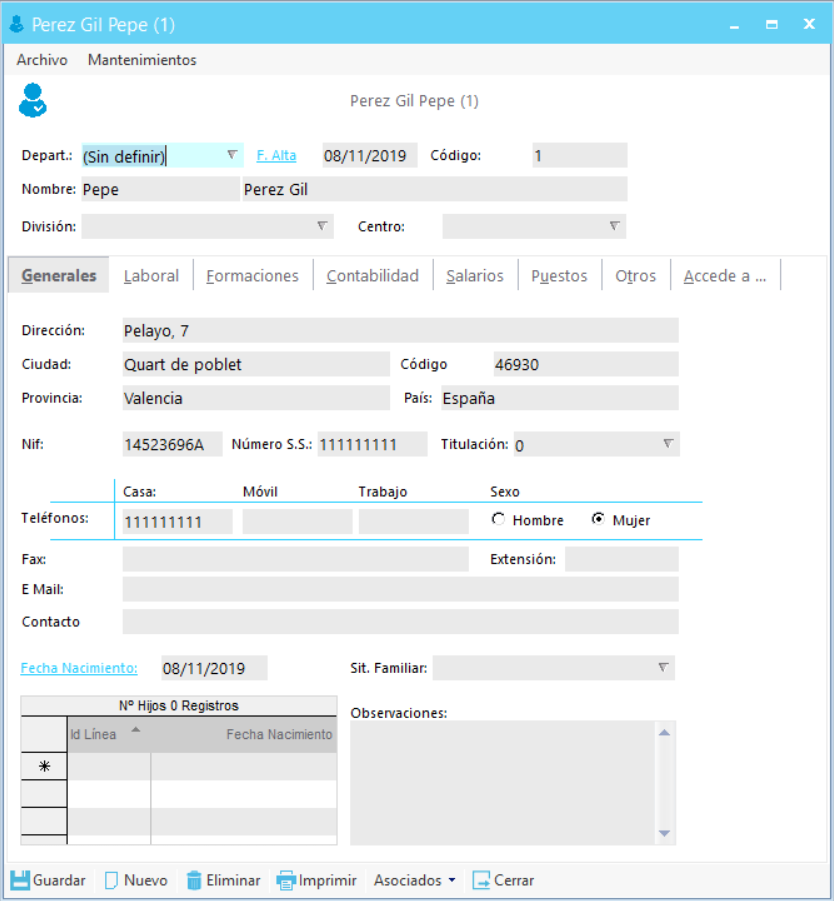 Perez Gil Pepe (1)
Archivo Mantenimientos
Perez Gil Pepe (1)
Depart.: (Sin definir) F. Alta 08/11/2019 Código: 1
Nombre: Pepe Perez Gil
División: Centro:
Generales Laboral Formaciones Contabilidad Salarios Puestos Otros Accede a ...
Dirección: Pelayo, 7
Ciudad: Quart de poblet Código 46930
Provincia: Valencia País: España
Nif: 14523696A Número S.S.: 111111111 Titulación: 0
Casa: Móvil Trabajo Sexo
Teléfonos: 111111111 Hombre Mujer
Fax: Extensión:
E Mail:
Contacto
Fecha Nacimiento: 08/11/2019 Sit. Familiar:
Nº Hijos 0 Registros
Observaciones:
Id Línea Fecha Nacimiento
Guardar Nuevo Eliminar Imprimir Asociados Cerrar